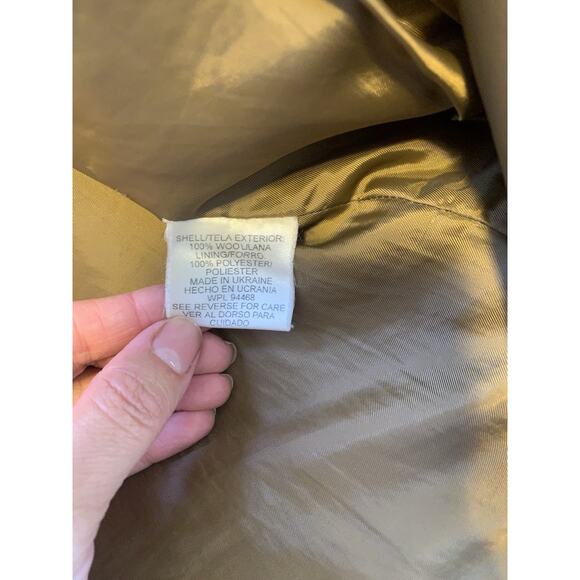 SHELL/TELA EXTERIOR:
100% WOOL/LANA
LINING/FORRO:
100% POLYESTER/
POLIESTER
MADE IN UKRAINE
HECHO EN UCRANIA
WPL 94468
SEE REVERSE FOR CARE
VER AL DORSO PARA
CUIDADO